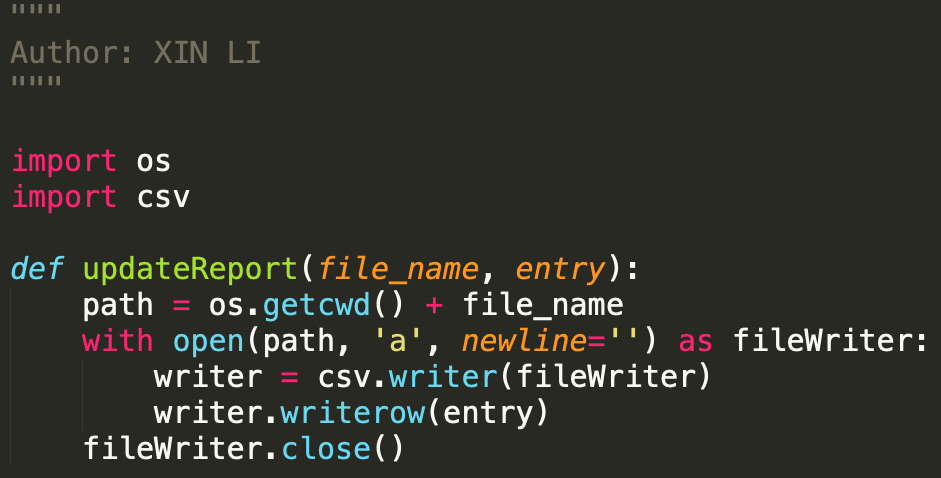 """
Author: XIN LI
"""
import os
import csv
def updateReport(file_name, entry):
    path = os.getcwd() + file_name
    with open(path, 'a', newline='') as fileWriter:
        writer = csv.writer(fileWriter)
        writer.writerow(entry)
    fileWriter.close()